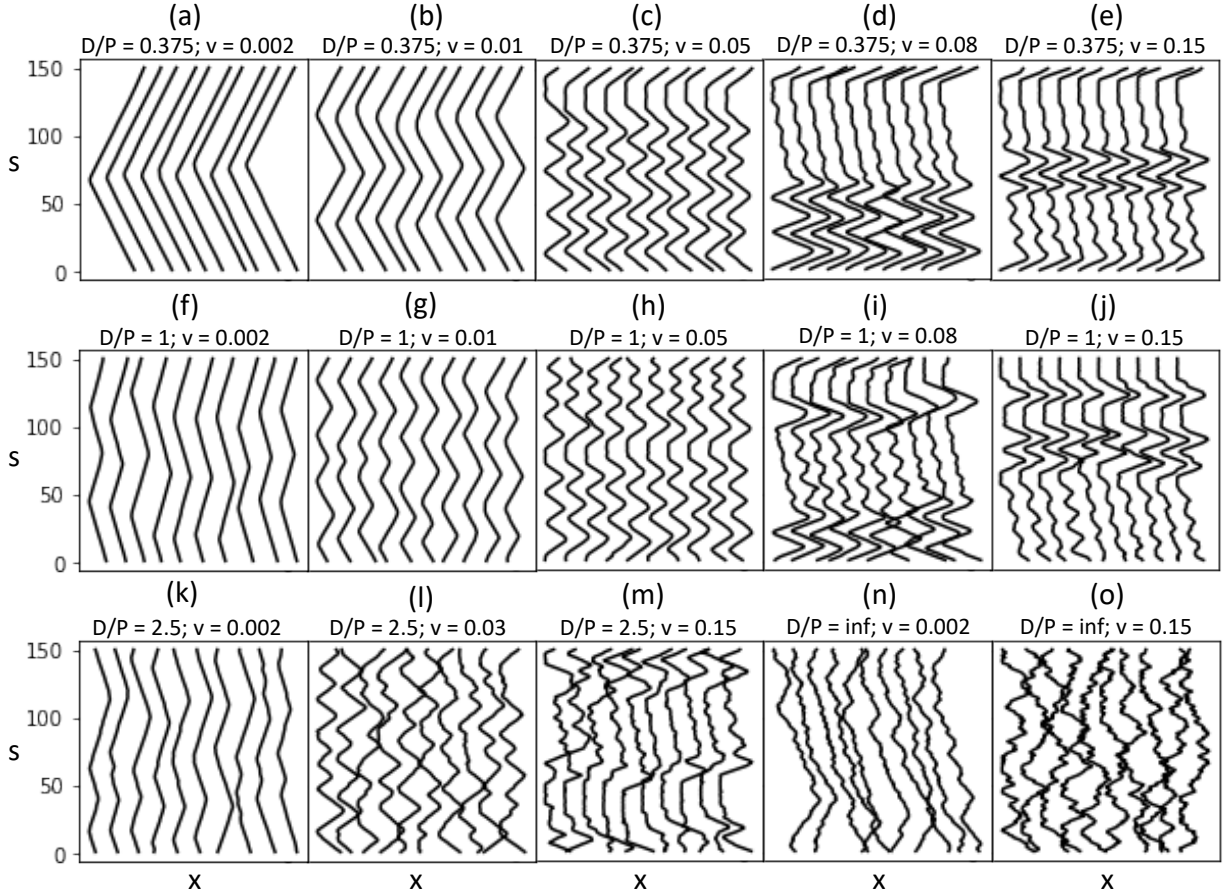 (a) (b) (c) (d) (e)
D/P = 0.375; v = 0.002 D/P = 0.375; v = 0.01 D/P = 0.375; v = 0.05 D/P = 0.375; v = 0.08 D/P = 0.375; v = 0.15
150
100
s
50
0
(f) (g) (h) (i) (j)
D/P = 1; v = 0.002 D/P = 1; v = 0.01 D/P = 1; v = 0.05 D/P = 1; v = 0.08 D/P = 1; v = 0.15
150
100
s
50
0
(k) (l) (m) (n) (o)
D/P = 2.5; v = 0.002 D/P = 2.5; v = 0.03 D/P = 2.5; v = 0.15 D/P = inf; v = 0.002 D/P = inf; v = 0.15
150
100
s
50
0
x x x x x